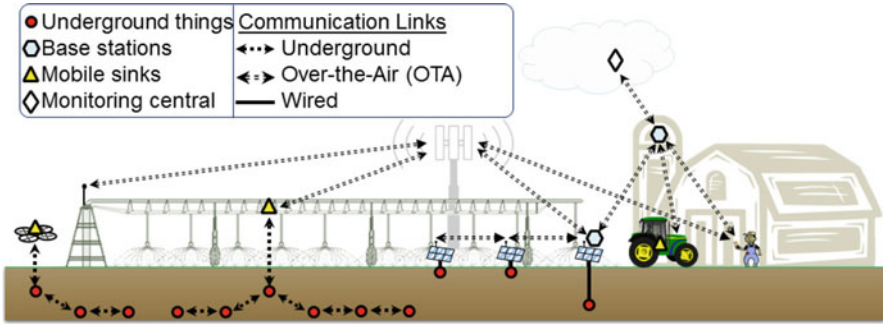 Underground things
Base stations
Mobile sinks
Monitoring central
Communication Links
Underground
Over-the-Air (OTA)
Wired